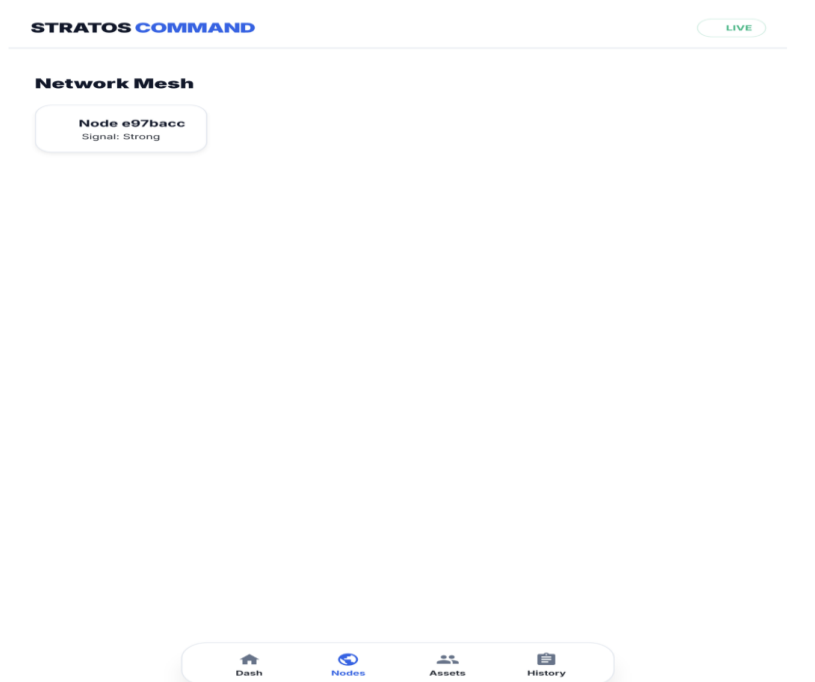 STRATOS COMMAND
LIVE
Network Mesh
Node e97bacc
Signal: Strong
Dash
Nodes
Assets
History